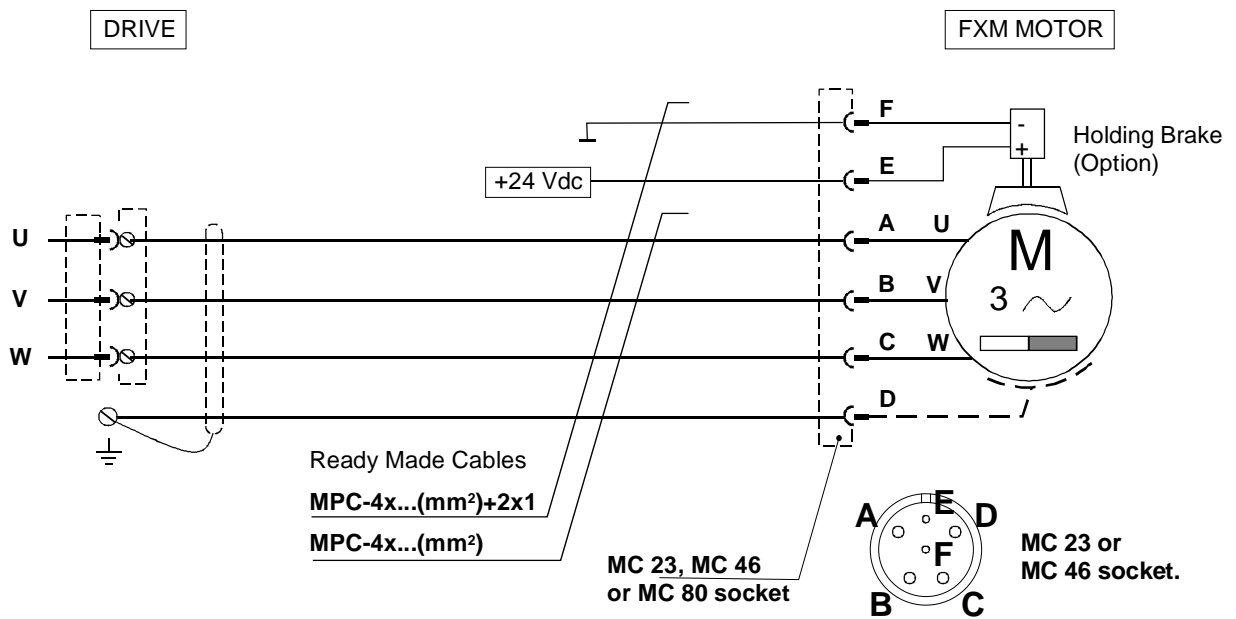 DRIVE
FXM MOTOR
F
-
+
Holding Brake
(Option)
+24 Vdc
E
U
A
U
M
3
V
B
V
W
C
W
D
Ready Made Cables
MPC-4x...(mm²)+2x1
MPC-4x...(mm²)
MC 23, MC 46
or MC 80 socket
A
E
D
F
B
C
MC 23 or
MC 46 socket.